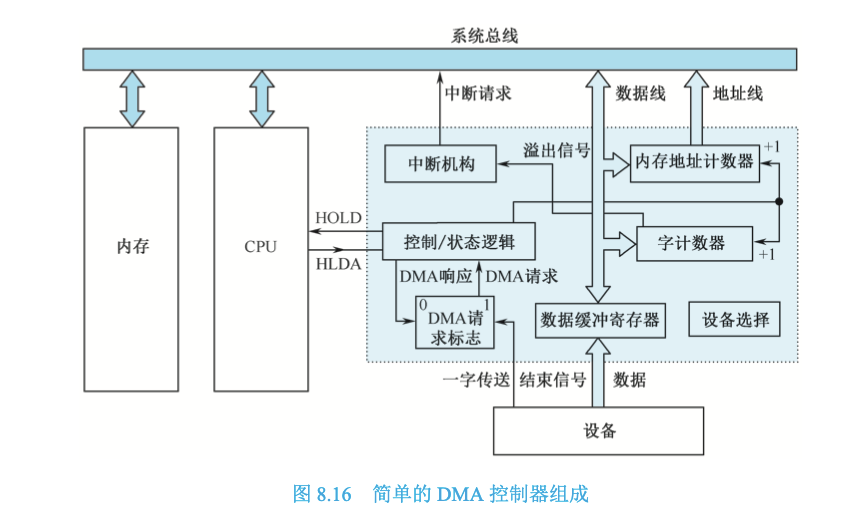 系统总线
中断请求
数据线
地址线
溢出信号
+1
中断机构
内存地址计数器
HOLD
内存
CPU
控制/状态逻辑
字计数器
HLDA
+1
DMA响应
DMA请求
0
1
DMA请
求标志
数据缓冲寄存器
设备选择
一字传送
结束信号
数据
设备
图 8.16 简单的 DMA 控制器组成